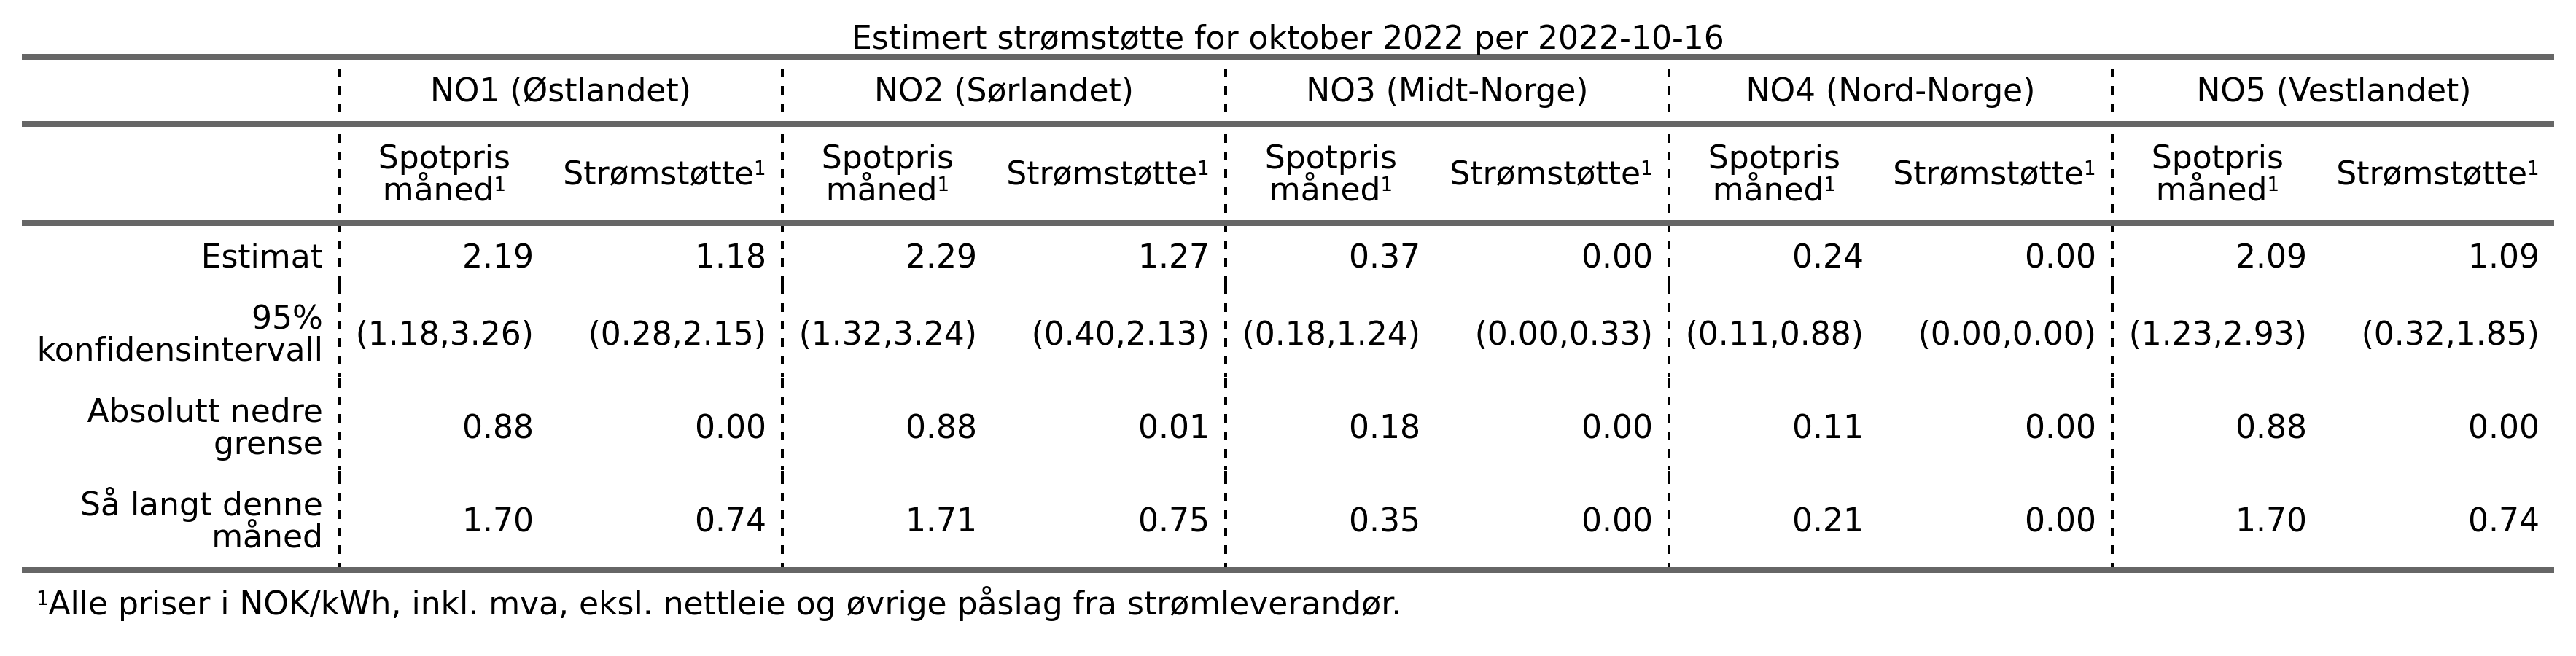 Estimert strømstøtte for oktober 2022 per 2022-10-16
NO1 (Østlandet) NO2 (Sørlandet) NO3 (Midt-Norge) NO4 (Nord-Norge) NO5 (Vestlandet)
Spotpris måned¹ Strømstøtte¹ Spotpris måned¹ Strømstøtte¹ Spotpris måned¹ Strømstøtte¹ Spotpris måned¹ Strømstøtte¹ Spotpris måned¹ Strømstøtte¹
Estimat 2.19 1.18 2.29 1.27 0.37 0.00 0.24 0.00 2.09 1.09
95% konfidensintervall (1.18,3.26) (0.28,2.15) (1.32,3.24) (0.40,2.13) (0.18,1.24) (0.00,0.33) (0.11,0.88) (0.00,0.00) (1.23,2.93) (0.32,1.85)
Absolutt nedre grense 0.88 0.00 0.88 0.01 0.18 0.00 0.11 0.00 0.88 0.00
Så langt denne måned 1.70 0.74 1.71 0.75 0.35 0.00 0.21 0.00 1.70 0.74
¹Alle priser i NOK/kWh, inkl. mva, eksl. nettleie og øvrige påslag fra strømleverandør.